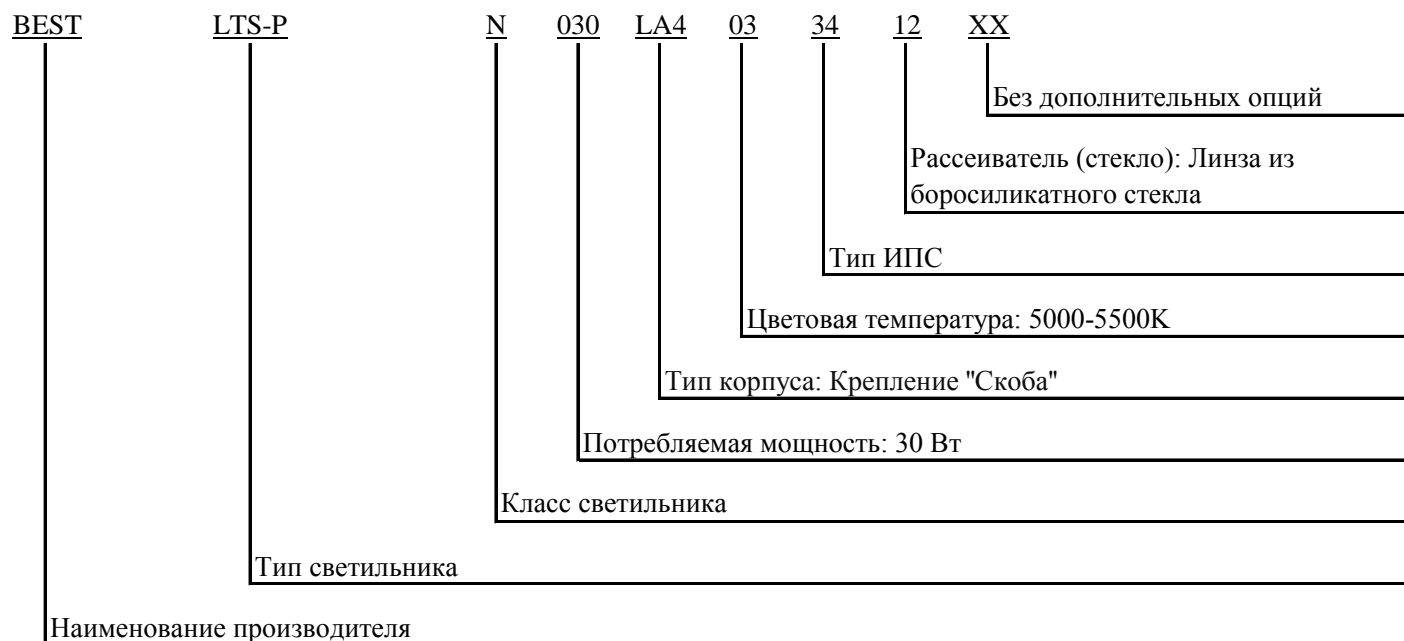 BEST LTS-P N 030 LA4 03 34 12 XX
Без дополнительных опций
Рассеиватель (стекло): Линза из
боросиликатного стекла
Тип ИПС
Цветовая температура: 5000-5500K
Тип корпуса: Крепление "Скоба"
Потребляемая мощность: 30 Вт
Класс светильника
Тип светильника
Наименование производителя